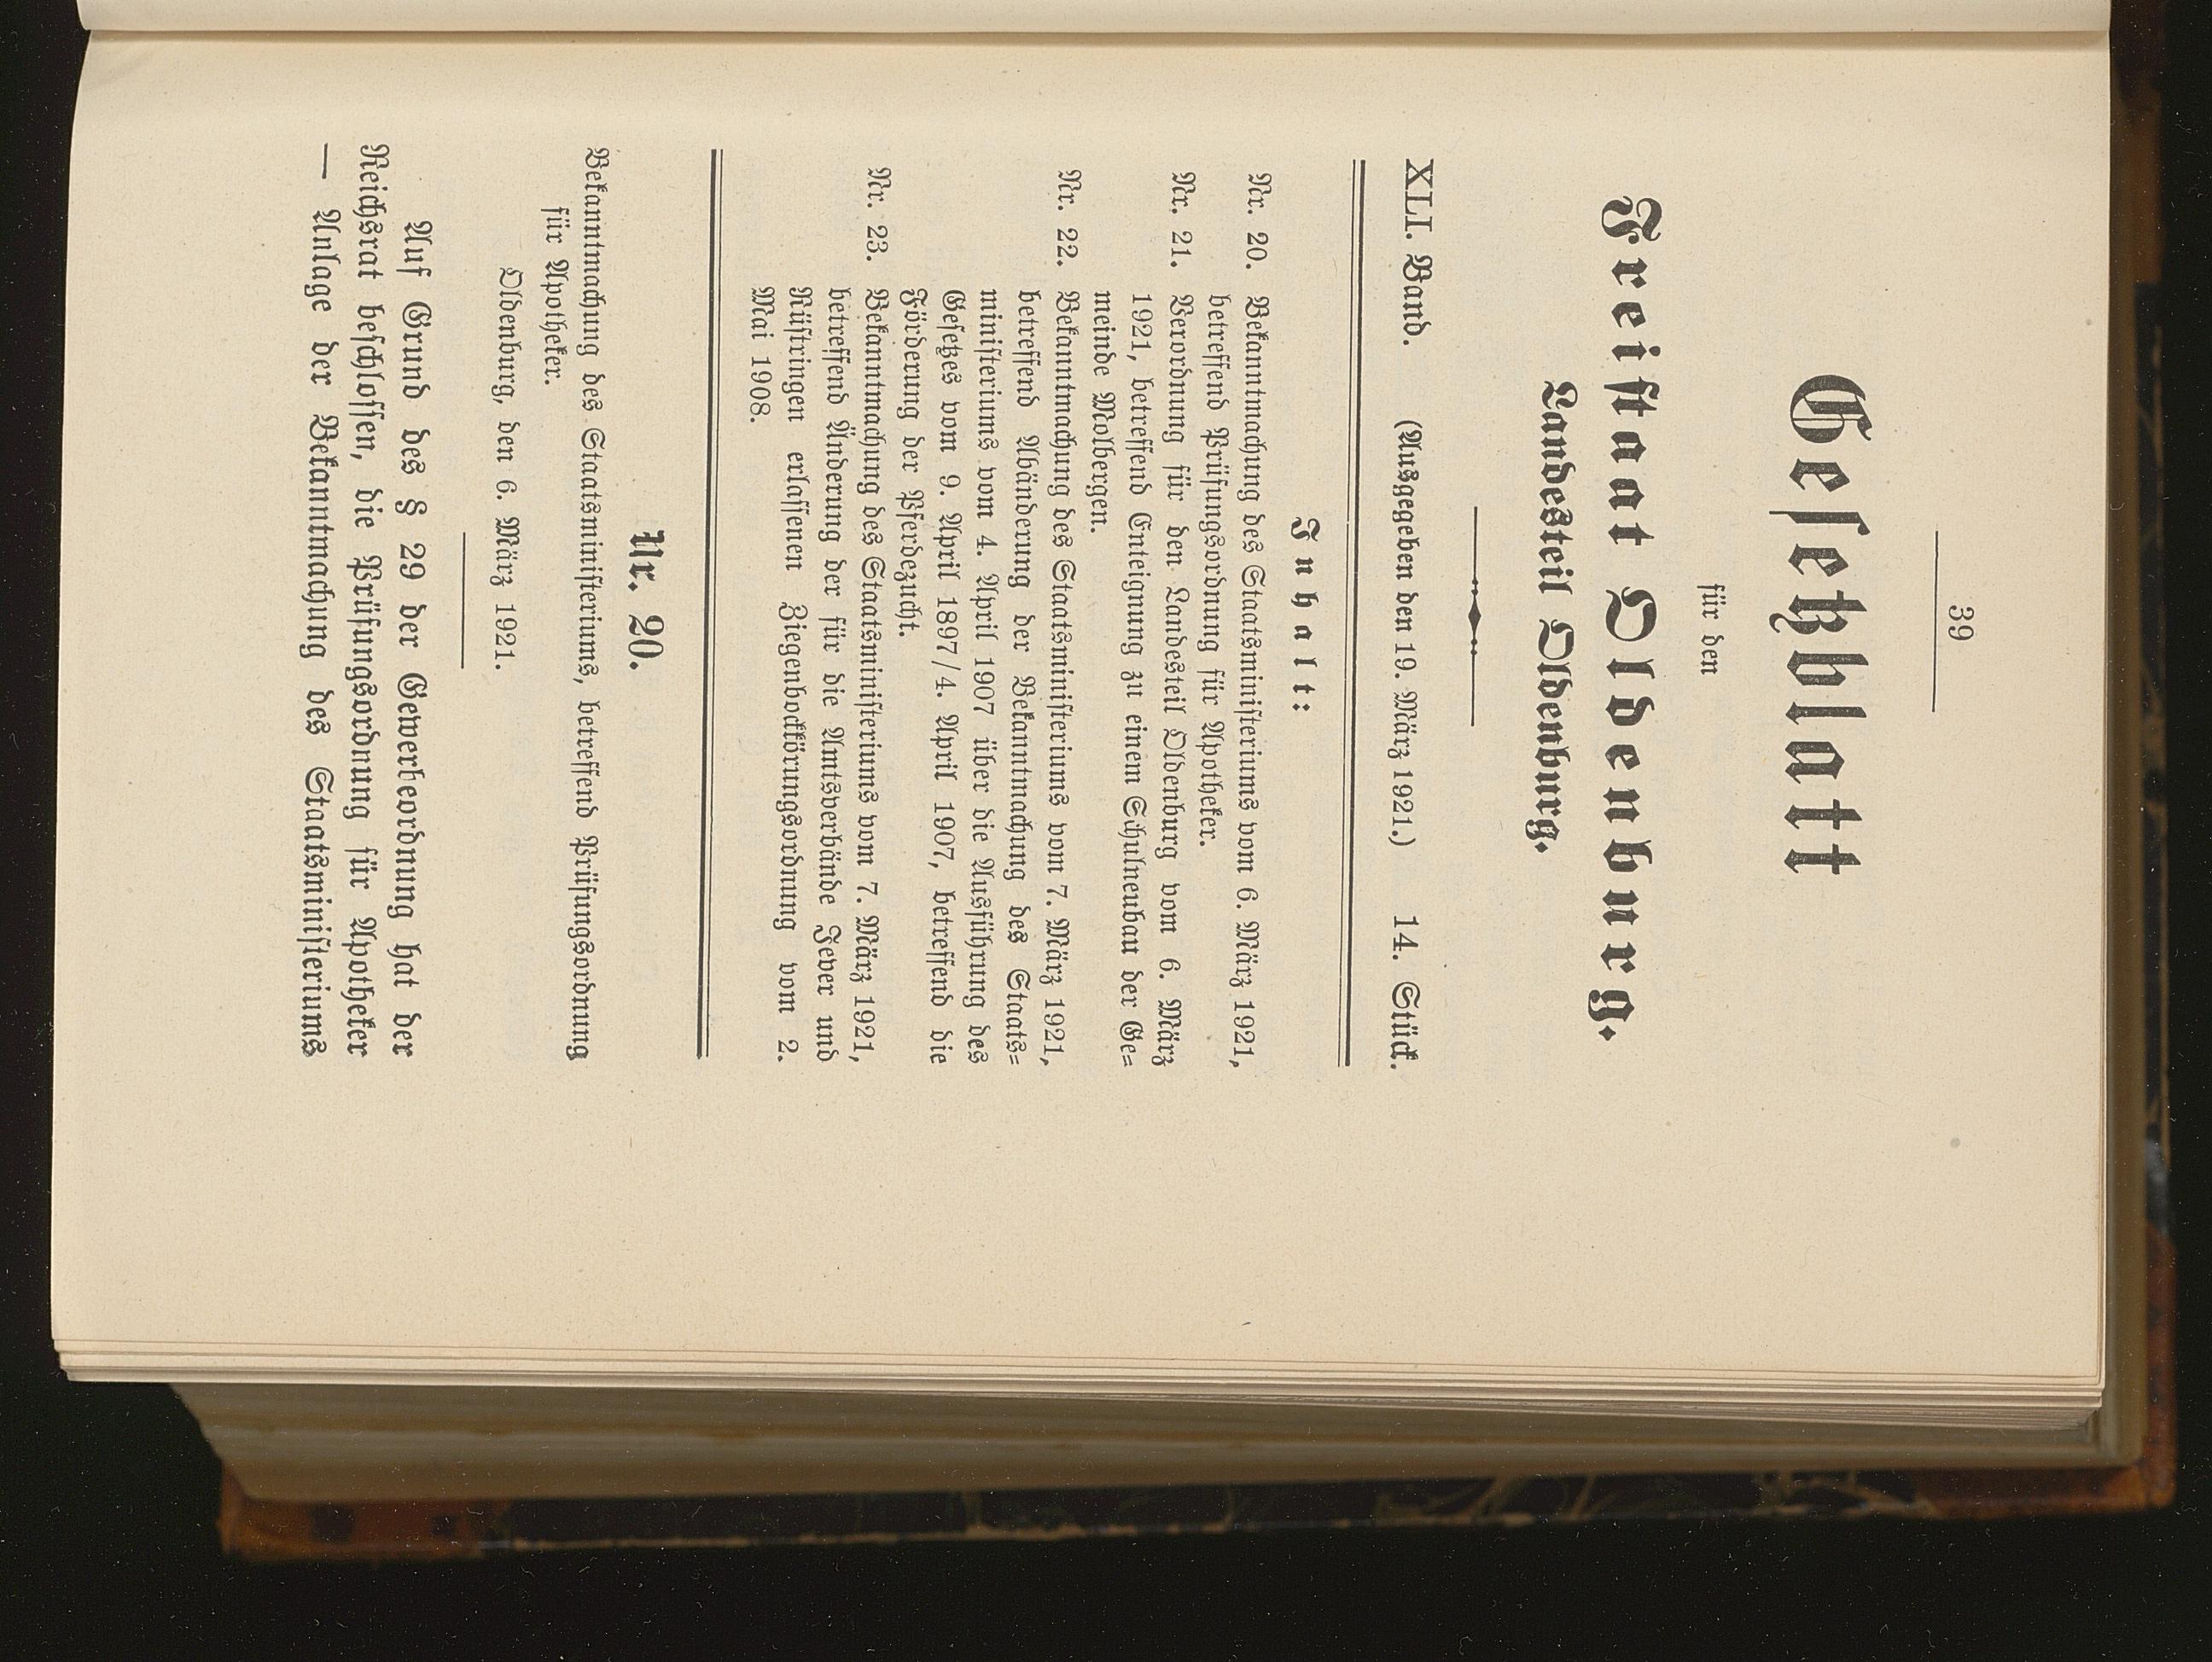 39
Gesetzblatt
für den
Freistaat Oldenburg.
Landesteil Oldenburg.
XLI. Band. (Ausgegeben den 19. März 1921.) 14. Stück.
Inhalt:
Nr. 20. Bekanntmachung des Staatsministeriums vom 6. März 1921,
betreffend Prüfungsordnung für Apotheker.
Nr. 21. Verordnung für den Landesteil Oldenburg vom 6. März
1921, betreffend Enteignung zu einem Schulneubau der Ge-
meinde Molbergen.
Nr. 22. Bekanntmachung des Staatsministeriums vom 7. März 1921,
betreffend Abänderung der Bekanntmachung des Staats-
ministeriums vom 4. April 1907 über die Ausführung des
Gesetzes vom 9. April 1897/4. April 1907, betreffend die
Förderung der Pferdezucht.
Nr. 23. Bekanntmachung des Staatsministeriums vom 7. März 1921,
betreffend Änderung der für die Amtsverbände Jever und
Rüstringen erlassenen Ziegenbockkörungsordnung vom 2.
Mai 1908.
Nr. 20.
Bekanntmachung des Staatsministeriums, betreffend Prüfungsordnung
für Apotheker.
Oldenburg, den 6. März 1921.
Auf Grund des § 29 der Gewerbeordnung hat der
Reichsrat beschlossen, die Prüfungsordnung für Apotheker
— Anlage der Bekanntmachung des Staatsministeriums